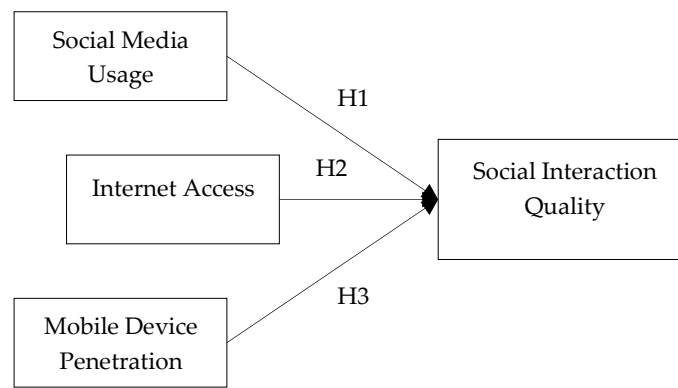 Social Media
Usage
H1
Internet Access
H2
Social Interaction
Quality
H3
Mobile Device
Penetration